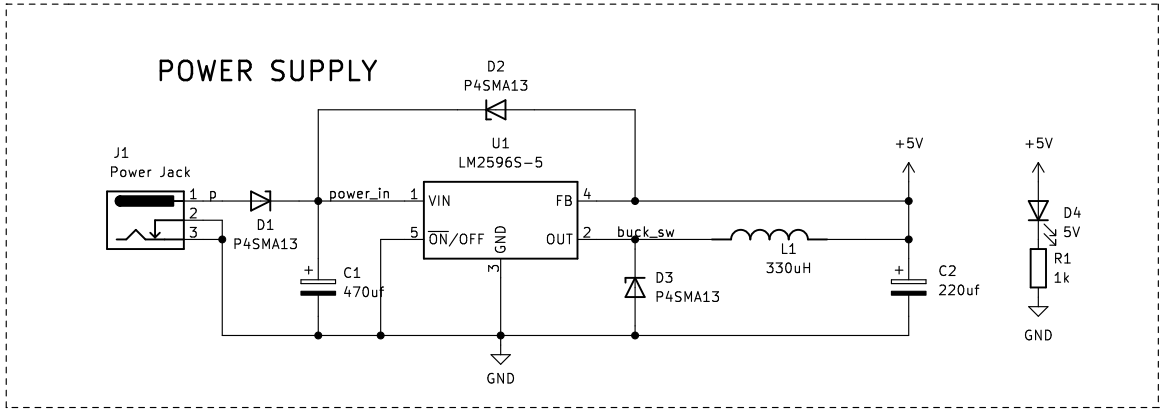 POWER SUPPLY
D2
P4SMA13
U1
LM2596S-5
+5V
+5V
J1
Power Jack
1 p
2
3
D1
P4SMA13
power_in
1 VIN
FB 4
5 ON/OFF
GND
3
OUT 2
buck_sw
L1
330uH
D4
5V
R1
1k
GND
+
C1
470uf
D3
P4SMA13
+
C2
220uf
GND